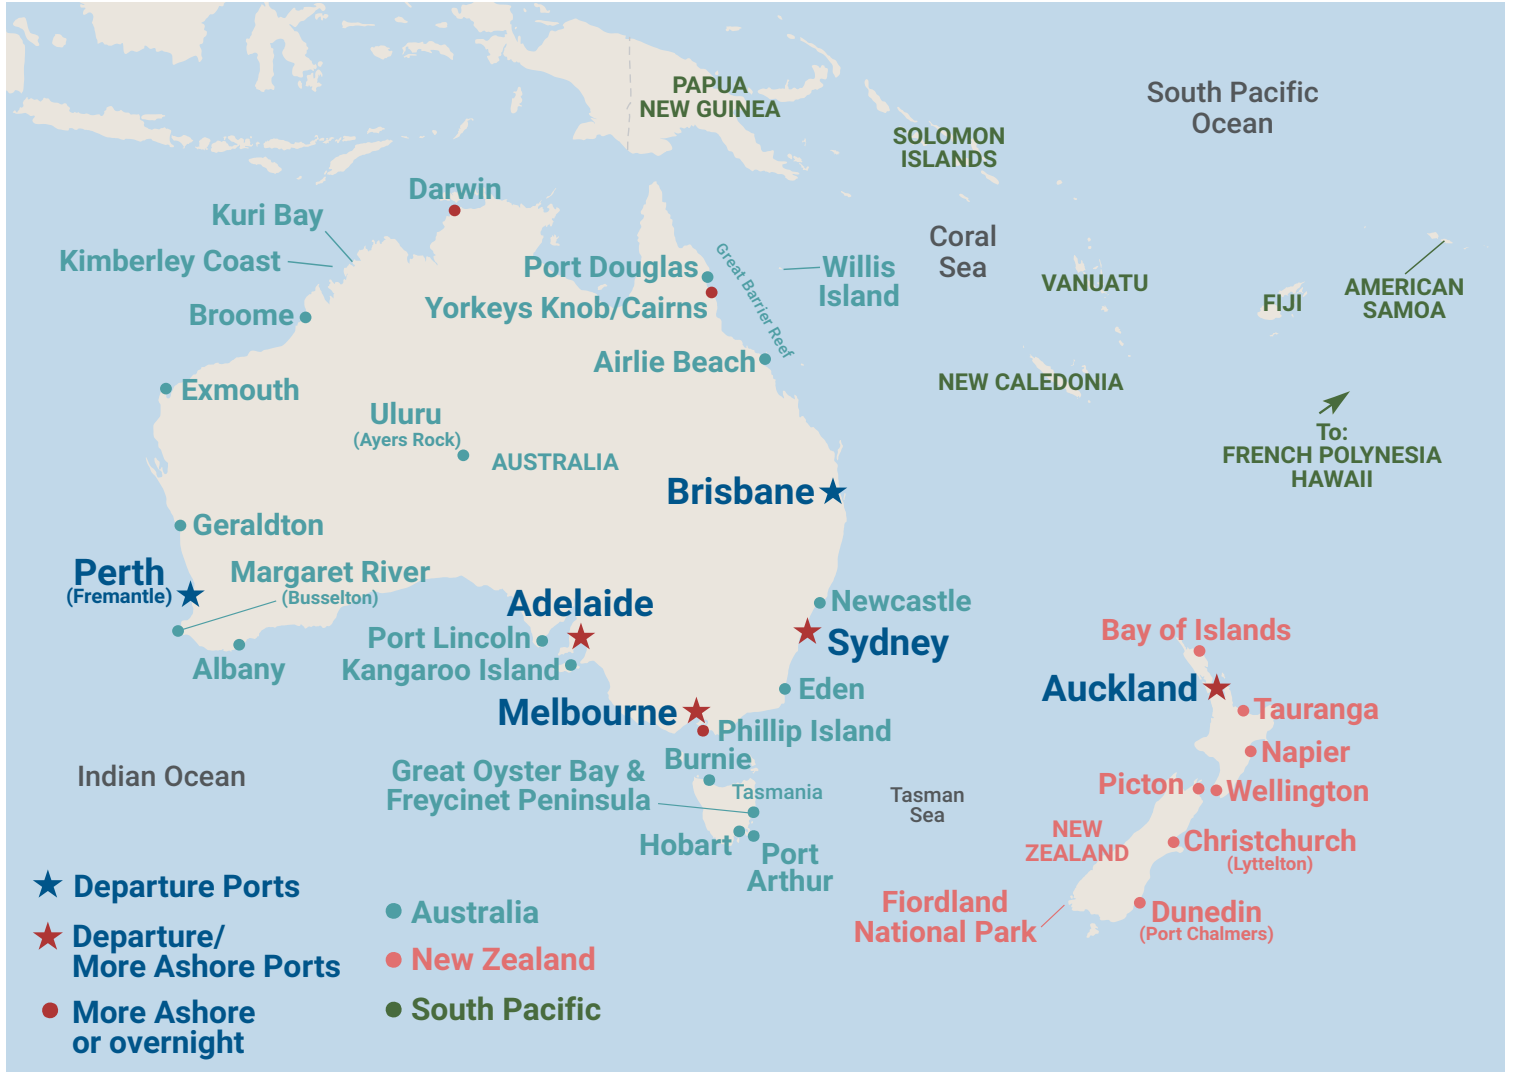 PAPUA
NEW GUINEA
South Pacific
Ocean
SOLOMON
ISLANDS
Darwin
Kuri Bay
Kimberley Coast
Broome
Exmouth
Port Douglas
Yorkeys Knob/Cairns
Great Barrier Reef
Willis
Island
Airlie Beach
Coral
Sea
VANUATU
FIJI
AMERICAN
SAMOA
NEW CALEDONIA
To:
FRENCH POLYNESIA
HAWAII
Uluru
(Ayers Rock)
AUSTRALIA
Brisbane
Geraldton
Perth
(Fremantle)
Margaret River
(Busselton)
Albany
Adelaide
Port Lincoln
Kangaroo Island
Newcastle
Sydney
Eden
Melbourne
Phillip Island
Burnie
Great Oyster Bay &
Freycinet Peninsula
Tasmania
Hobart
Port
Arthur
Indian Ocean
Tasman
Sea
Bay of Islands
Auckland
Tauranga
Napier
Picton
Wellington
NEW
ZEALAND
Christchurch
(Lyttelton)
Fiordland
National Park
Dunedin
(Port Chalmers)
Departure Ports
Departure/
More Ashore Ports
More Ashore
or overnight
Australia
New Zealand
South Pacific